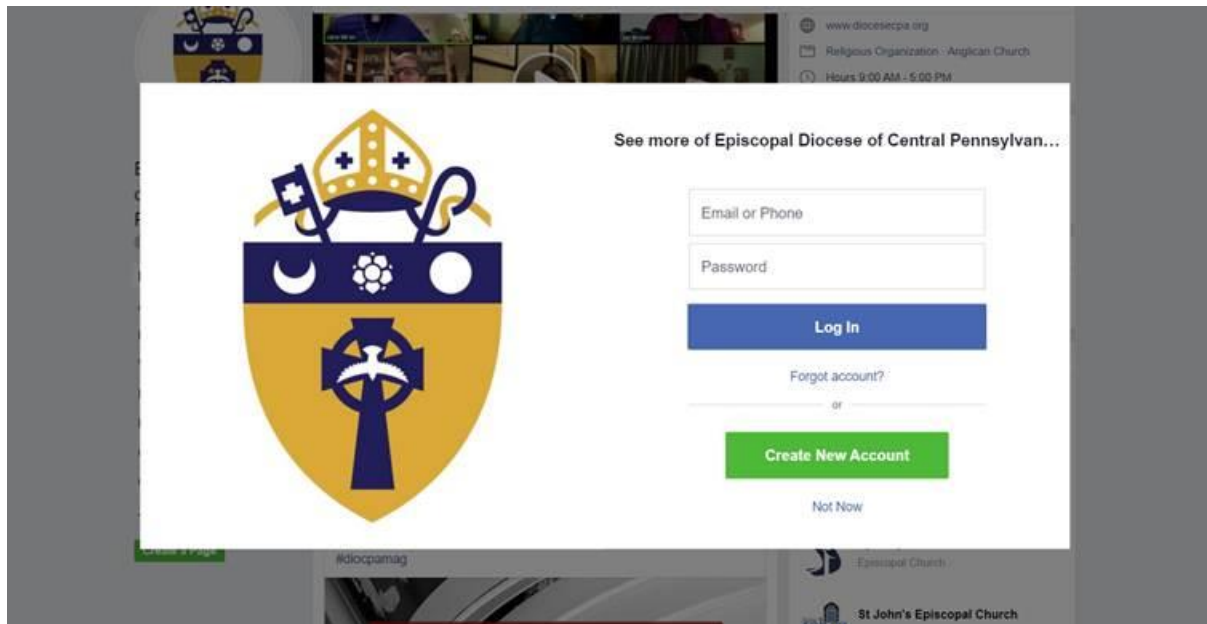 www.diocesecpa.org
Religious Organization · Anglican Church
Hours 9:00 AM - 5:00 PM
See more of Episcopal Diocese of Central Pennsylvan...
Email or Phone
Password
Log In
Forgot account?
or
Create New Account
Not Now
Create a Page
#diocpamag
Episcopal Church
St John's Episcopal Church